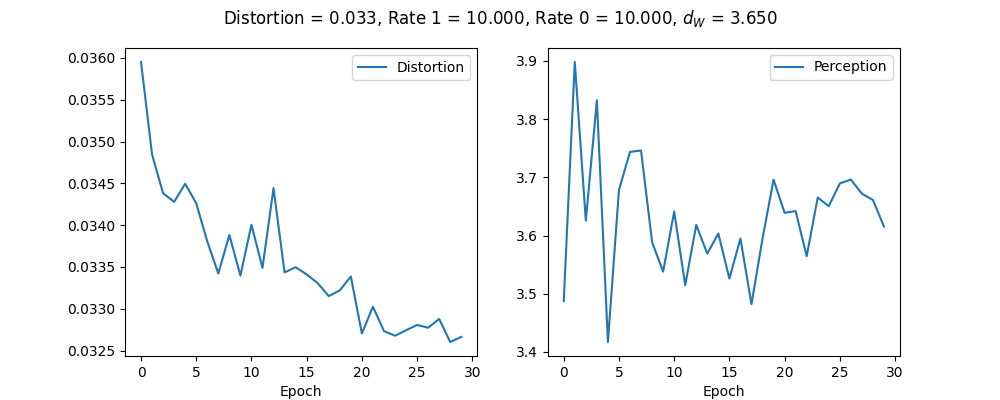 Distortion = 0.033, Rate 1 = 10.000, Rate 0 = 10.000, d_W = 3.650
0.0360
0.0355
0.0350
0.0345
0.0340
0.0335
0.0330
0.0325
Distortion
0 5 10 15 20 25 30
Epoch
3.9
3.8
3.7
3.6
3.5
3.4
Perception
0 5 10 15 20 25 30
Epoch